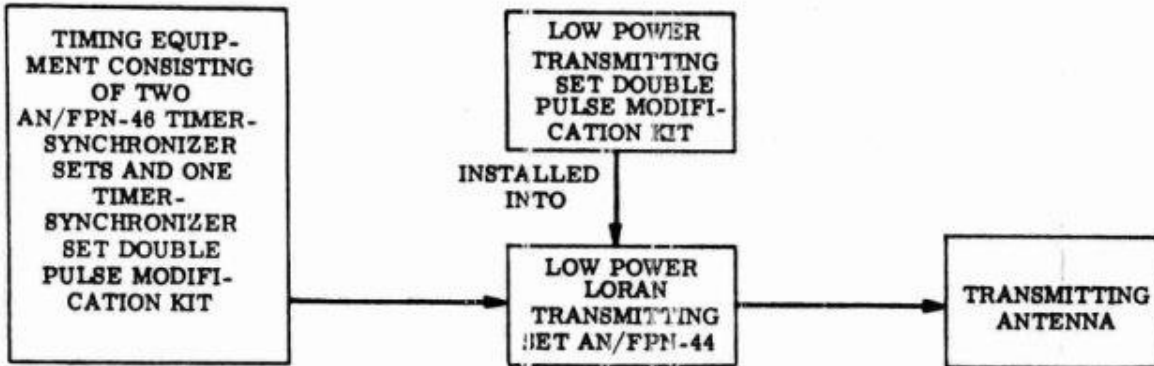 TIMING EQUIP-
MENT CONSISTING
OF TWO
AN/FPN-46 TIMER-
SYNCHRONIZER
SETS AND ONE
TIMER-
SYNCHRONIZER
SET DOUBLE
PULSE MODIFI-
CATION KIT
LOW POWER
TRANSMITTING
SET DOUBLE
PULSE MODIFI-
CATION KIT
INSTALLED
INTO
LOW POWER
LORAN
TRANSMITTING
SET AN/FPN-44
TRANSMITTING
ANTENNA